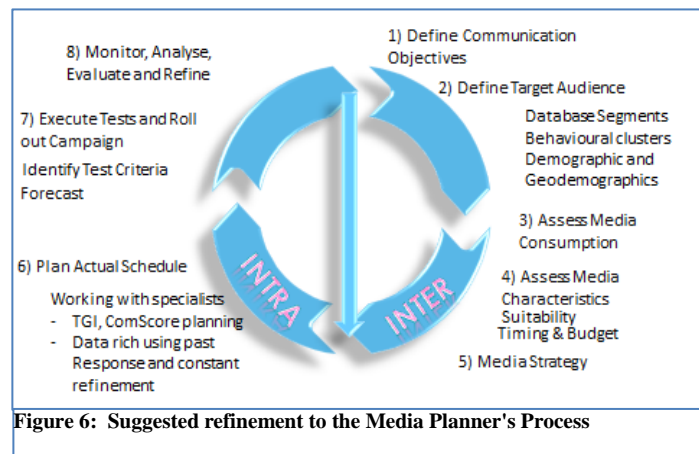 1) Define Communication
Objectives
2) Define Target Audience
Database Segments
Behavioural clusters
Demographic and
Geodemographics
3) Assess Media
Consumption
4) Assess Media
Characteristics
Suitability
Timing & Budget
5) Media Strategy
INTER
INTRA
6) Plan Actual Schedule
Working with specialists
- TGI, ComScore planning
- Data rich using past
Response and constant
refinement
7) Execute Tests and Roll
out Campaign
Identify Test Criteria
Forecast
8) Monitor, Analyse,
Evaluate and Refine
Figure 6: Suggested refinement to the Media Planner's Process